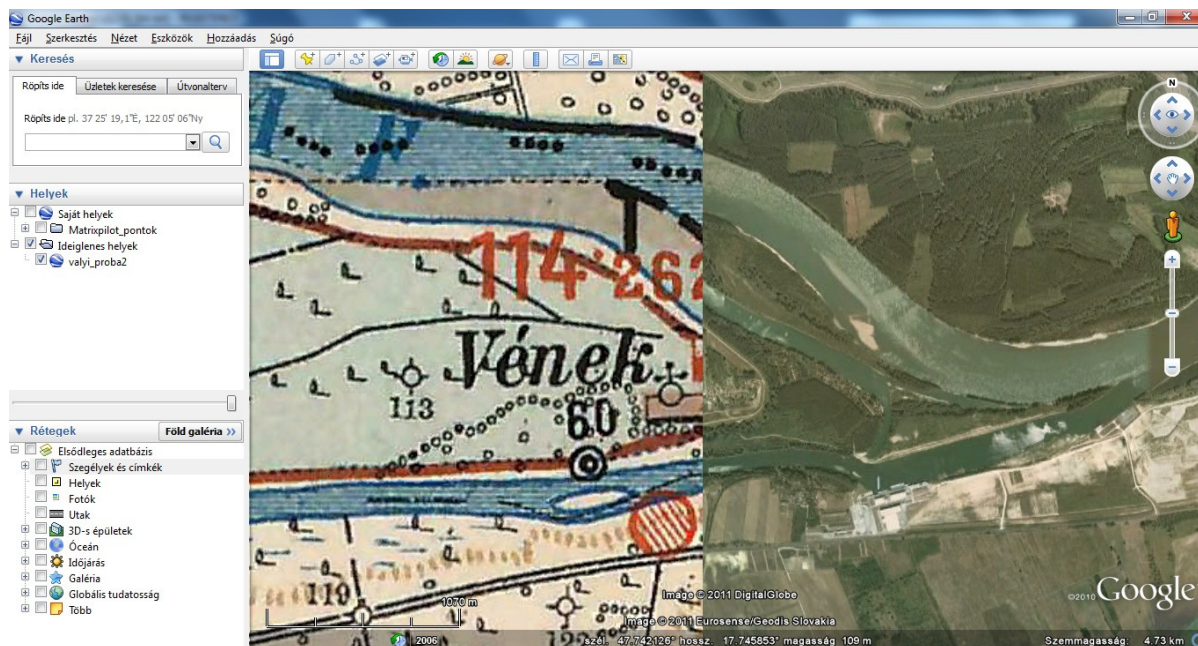 Google Earth
Fájl Szerkesztés Nézet Eszközök Hozzáadás Súgó
Keresés
Röpíts ide Üzletek keresése Útvonalterv
Röpíts ide pl. 37 25' 19,1"É, 122 05' 06"Ny
Helyek
Saját helyek
Matrixpilot_pontok
Ideiglenes helyek
valyi_proba2
Rétegek Föld galéria >>
Elsődleges adatbázis
Szegélyek és címkék
Helyek
Fotók
Utak
3D-s épületek
Óceán
Időjárás
Galéria
Globális tudatosság
Több
N
114·262
Vének
113
60
119
1070 m
Image © 2011 DigitalGlobe
©2010 Google
Image © 2011 Eurosense/Geodis Slovakia
2006 szél. 47.742126° hossz. 17.745853° magasság 109 m Szemmagasság: 4.73 km